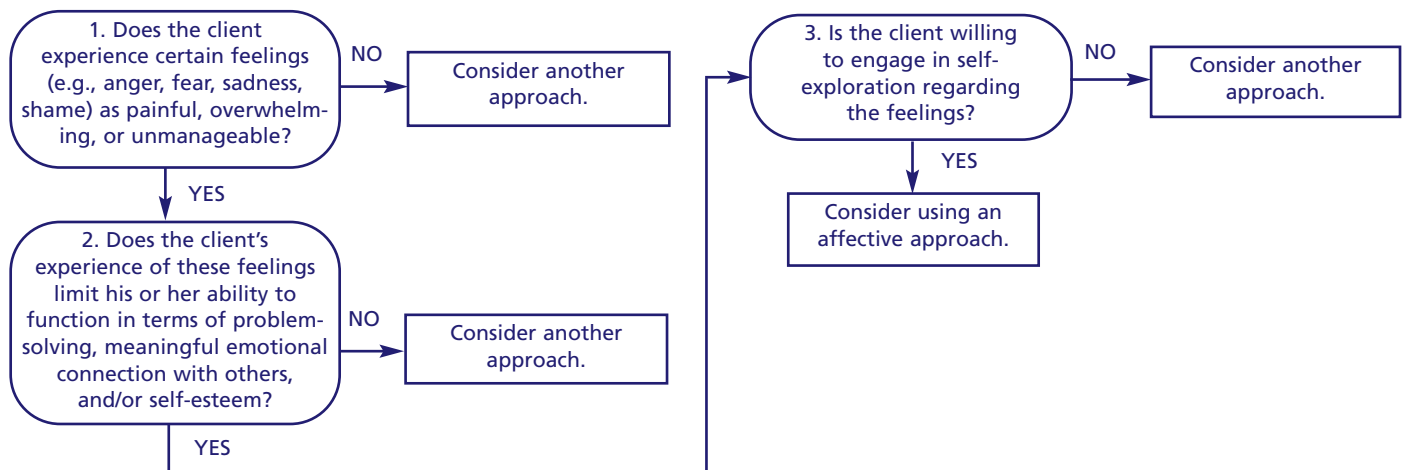 1. Does the client
experience certain feelings
(e.g., anger, fear, sadness,
shame) as painful, overwhelm-
ing, or unmanageable?
NO
Consider another
approach.
YES
2. Does the client’s
experience of these feelings
limit his or her ability to
function in terms of problem-
solving, meaningful emotional
connection with others,
and/or self-esteem?
NO
Consider another
approach.
YES
3. Is the client willing
to engage in self-
exploration regarding
the feelings?
NO
Consider another
approach.
YES
Consider using an
affective approach.